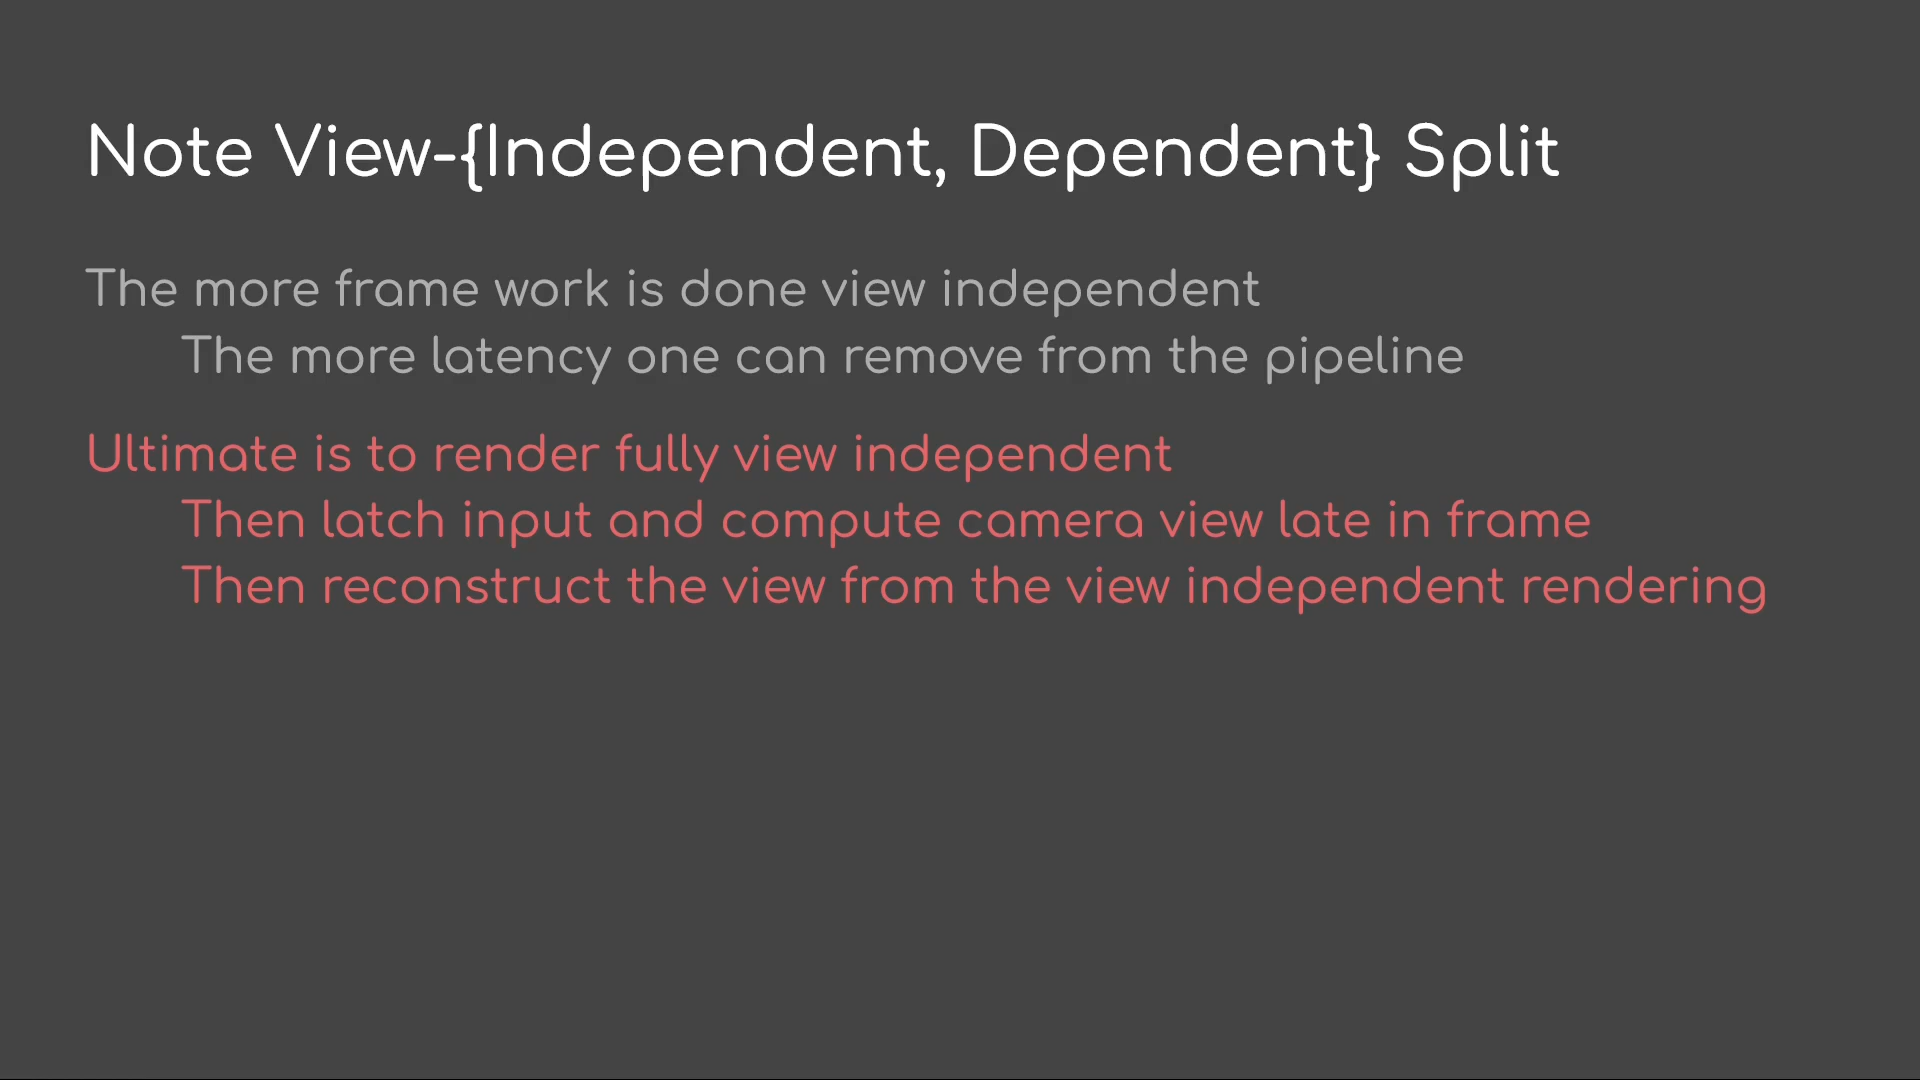 Note View-{Independent, Dependent} Split
The more frame work is done view independent
The more latency one can remove from the pipeline
Ultimate is to render fully view independent
Then latch input and compute camera view late in frame
Then reconstruct the view from the view independent rendering